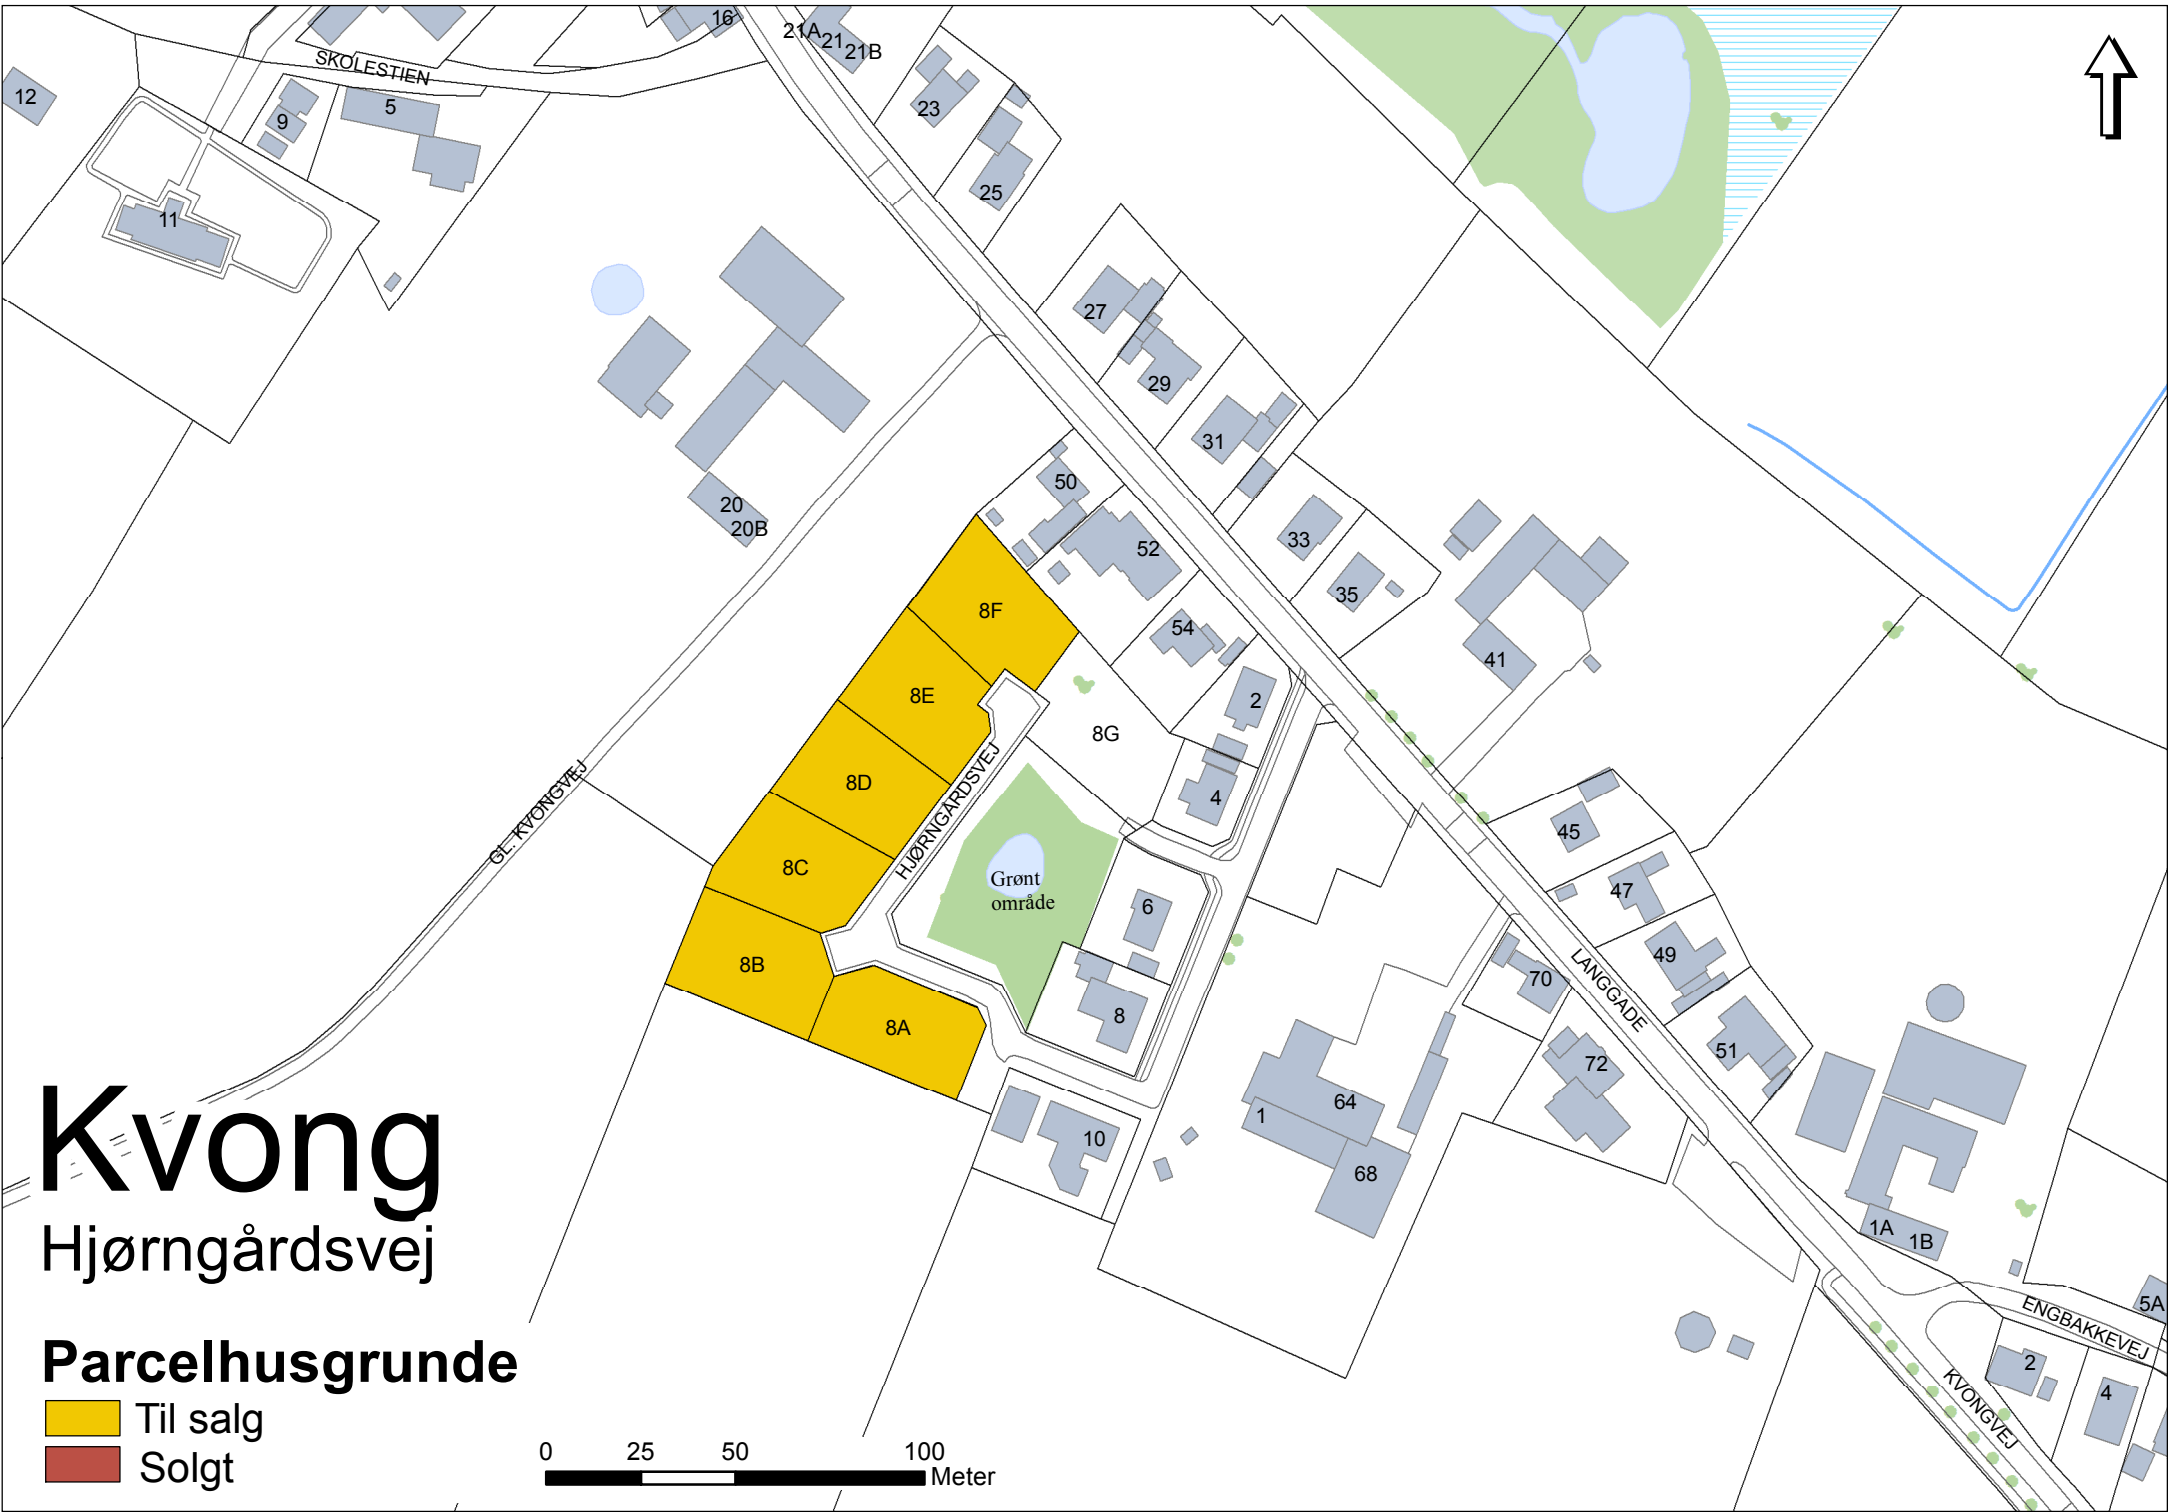 16
21A
21
21B
SKOLESTIEN
12
5
9
23
25
11
27
29
31
50
20
20B
52
33
35
8F
54
41
8E
2
8G
8D
HJØRNGÅRDSVEJ
4
GL. KVONGVEJ
45
8C
Grønt
område
47
6
49
8B
70
LANGGADE
8
8A
51
72
64
1
10
68
1A
1B
5A
ENGBAKKEVEJ
2
4
KVONGVEJ
Kvong
Hjørngårdsvej
Parcelhusgrunde
Til salg
Solgt
0 25 50 100
Meter